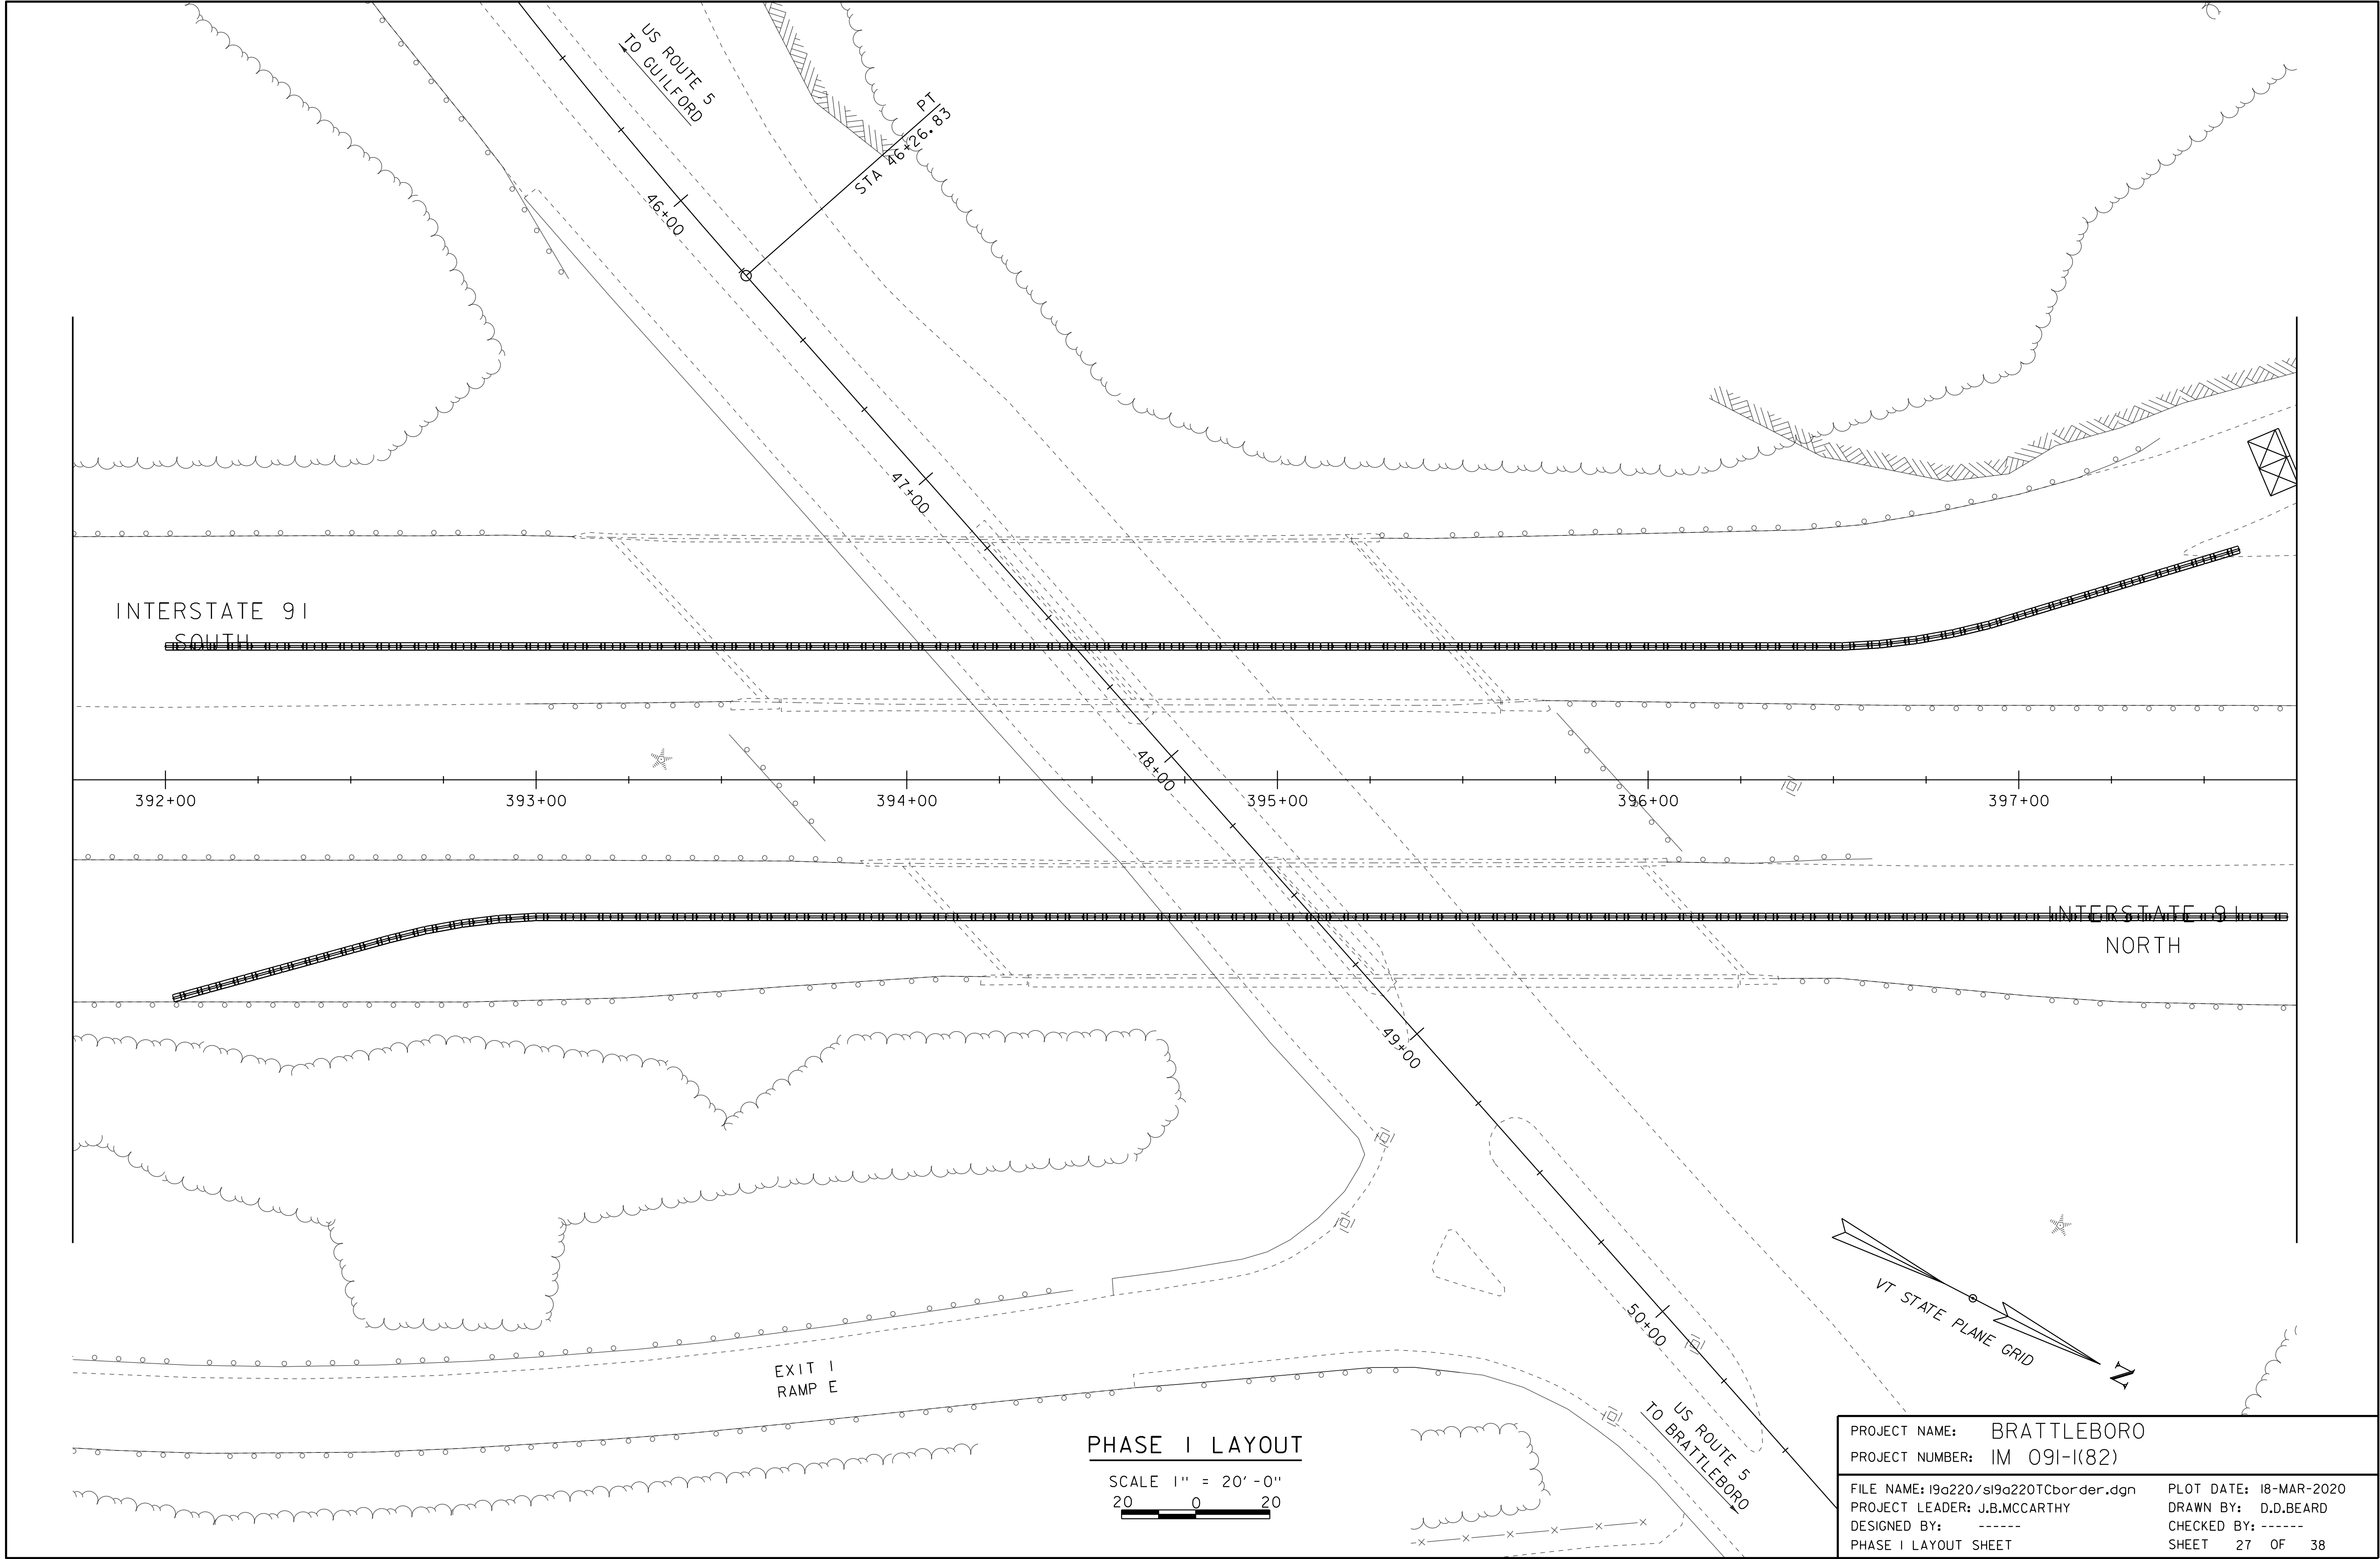 US ROUTE 5
TO GUILFORD
PT
STA 46+26.83
46+00
47+00
INTERSTATE 91
SOUTH
48+00
392+00
393+00
394+00
395+00
396+00
397+00
INTERSTATE 91
NORTH
49+00
50+00
VT STATE PLANE GRID
N
EXIT 1
RAMP E
US ROUTE 5
TO BRATTLEBORO
PHASE 1 LAYOUT
SCALE 1" = 20'-0"
20 0 20
PROJECT NAME: BRATTLEBORO
PROJECT NUMBER: IM 091-1(82)
FILE NAME: 19a220/s19a220TCborder.dgn PLOT DATE: 18-MAR-2020
PROJECT LEADER: J.B.MCCARTHY DRAWN BY: D.D.BEARD
DESIGNED BY: ------ CHECKED BY: ------
PHASE 1 LAYOUT SHEET SHEET 27 OF 38